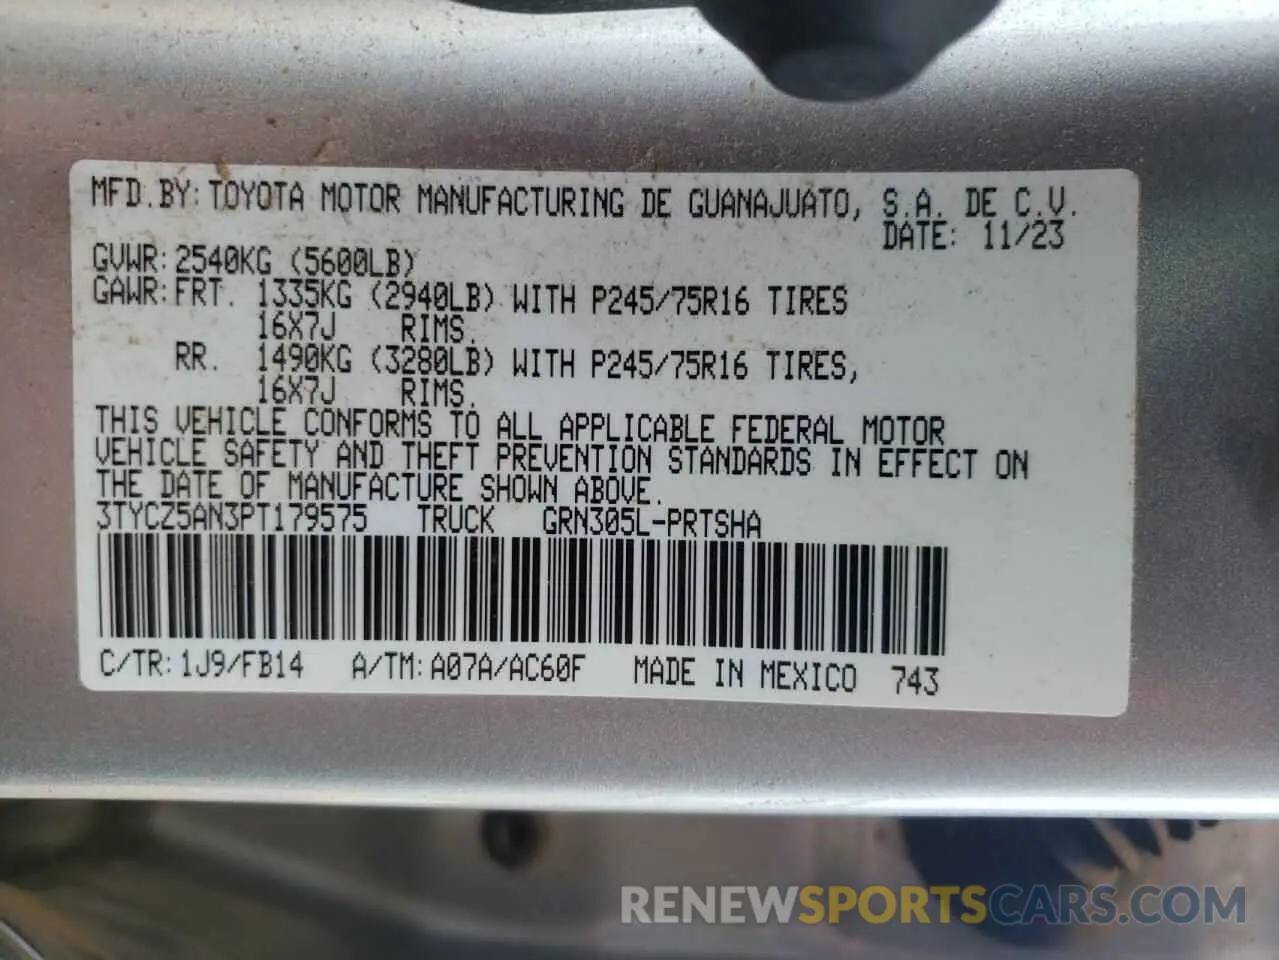 MFD. BY: TOYOTA MOTOR MANUFACTURING DE GUANAJUATO, S.A. DE C.V.
DATE: 11/23
GVWR: 2540KG (5600LB)
GAWR: FRT. 1335KG (2940LB) WITH P245/75R16 TIRES
16X7J RIMS.
RR. 1490KG (3280LB) WITH P245/75R16 TIRES,
16X7J RIMS.
THIS VEHICLE CONFORMS TO ALL APPLICABLE FEDERAL MOTOR
VEHICLE SAFETY AND THEFT PREVENTION STANDARDS IN EFFECT ON
THE DATE OF MANUFACTURE SHOWN ABOVE.
3TYCZ5AN3PT179575 TRUCK GRN305L-PRTSHA
C/TR: 1J9/FB14 A/TM: A07A/AC60F MADE IN MEXICO 743
RENEWSPORTSCARS.COM